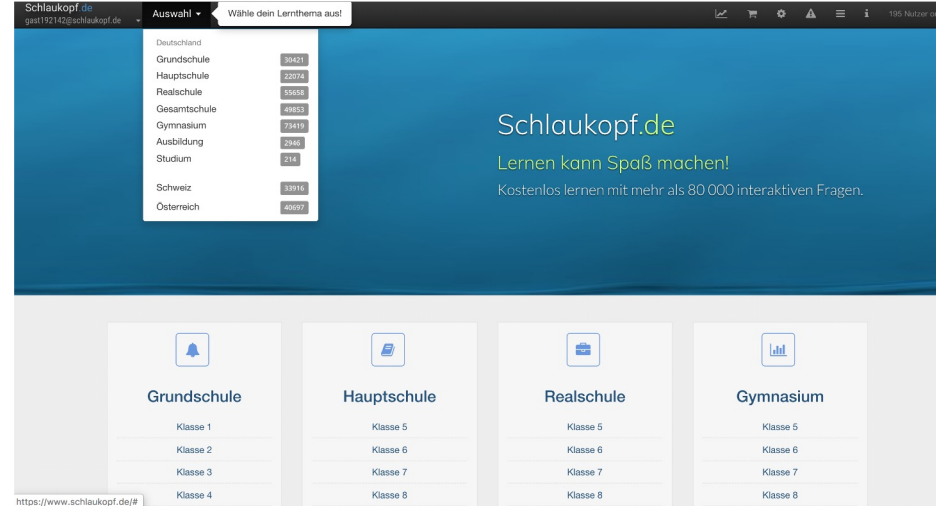 Schlaukopf.de
gast192142@schlaukopf.de
Auswahl
Wähle dein Lernthema aus!
195 Nutzer
Deutschland
Grundschule 30421
Hauptschule 22074
Realschule 55658
Gesamtschule 49853
Gymnasium 73419
Ausbildung 2946
Studium 214
Schweiz 33916
Österreich 40697
Schlaukopf.de
Lernen kann Spaß machen!
Kostenlos lernen mit mehr als 80 000 interaktiven Fragen.
Grundschule
Klasse 1
Klasse 2
Klasse 3
Klasse 4
Hauptschule
Klasse 5
Klasse 6
Klasse 7
Klasse 8
Realschule
Klasse 5
Klasse 6
Klasse 7
Klasse 8
Gymnasium
Klasse 5
Klasse 6
Klasse 7
Klasse 8
https://www.schlaukopf.de/#